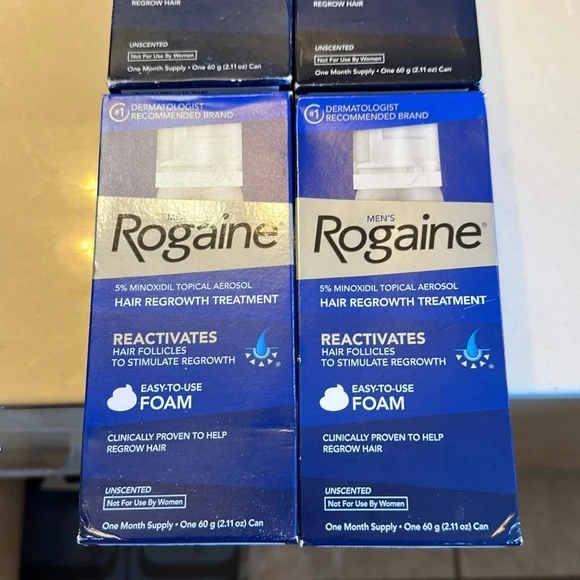 REGROW HAIR
UNSCENTED
Not For Use By Women
One Month Supply • One 60 g (2.11 oz) Can
REGROW HAIR
UNSCENTED
Not For Use By Women
One Month Supply • One 60 g (2.11 oz) Can
#1 DERMATOLOGIST
RECOMMENDED BRAND
Rogaine®
5% MINOXIDIL TOPICAL AEROSOL
HAIR REGROWTH TREATMENT
REACTIVATES
HAIR FOLLICLES
TO STIMULATE REGROWTH
®
EASY-TO-USE
FOAM
CLINICALLY PROVEN TO HELP
REGROW HAIR
UNSCENTED
Not For Use By Women
One Month Supply • One 60 g (2.11 oz) Can
#1 DERMATOLOGIST
RECOMMENDED BRAND
MEN'S
Rogaine®
5% MINOXIDIL TOPICAL AEROSOL
HAIR REGROWTH TREATMENT
REACTIVATES
HAIR FOLLICLES
TO STIMULATE REGROWTH
®
EASY-TO-USE
FOAM
CLINICALLY PROVEN TO HELP
REGROW HAIR
UNSCENTED
Not For Use By Women
One Month Supply • One 60 g (2.11 oz) Can